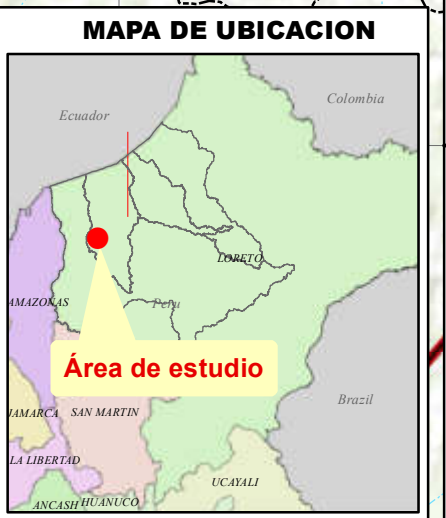 MAPA DE UBICACION
Ecuador
Colombia
LORETO
AMAZONAS
Peru
Área de estudio
Brazil
JAMARCA
SAN MARTIN
LA LIBERTAD
UCAYALI
ANCASH
HUANUCO